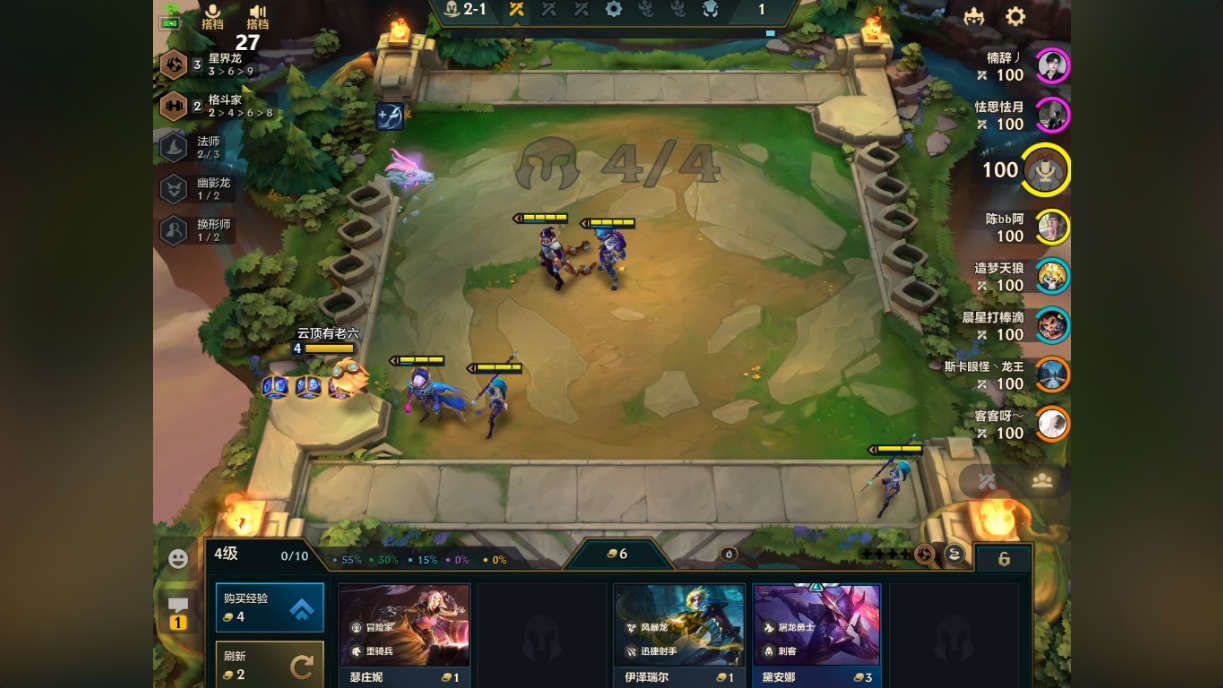 搭档
搭档
27
2-1
1
3
星界龙
3 > 6 > 9
2
格斗家
2 > 4 > 6 > 8
法师
2 / 3
幽影龙
1 / 2
换形师
1 / 2
4/4
楠辞丿
100
怯思怯月
100
100
陈bb阿
100
造梦天狼
100
晨星打棒滴
100
斯卡眼怪丶龙王
100
客客呀～
100
云顶有老六
4
4级
0/10
55%
30%
15%
0%
0%
6
购买经验
4
刷新
2
1
冒险家
重骑兵
瑟庄妮
1
风暴龙
迅捷射手
伊泽瑞尔
1
屠龙勇士
刺客
黛安娜
3